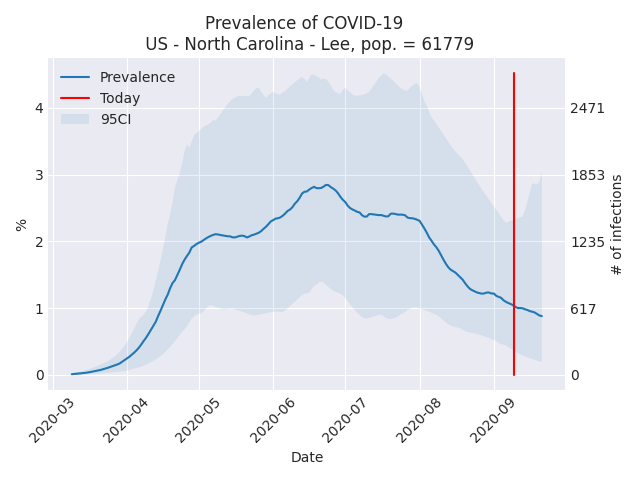 Prevalence of COVID-19
US - North Carolina - Lee, pop. = 61779
Prevalence
Today
95CI
%
4
3
2
1
0
2471
1853
1235
617
0
# of infections
2020-03
2020-04
2020-05
2020-06
2020-07
2020-08
2020-09
Date